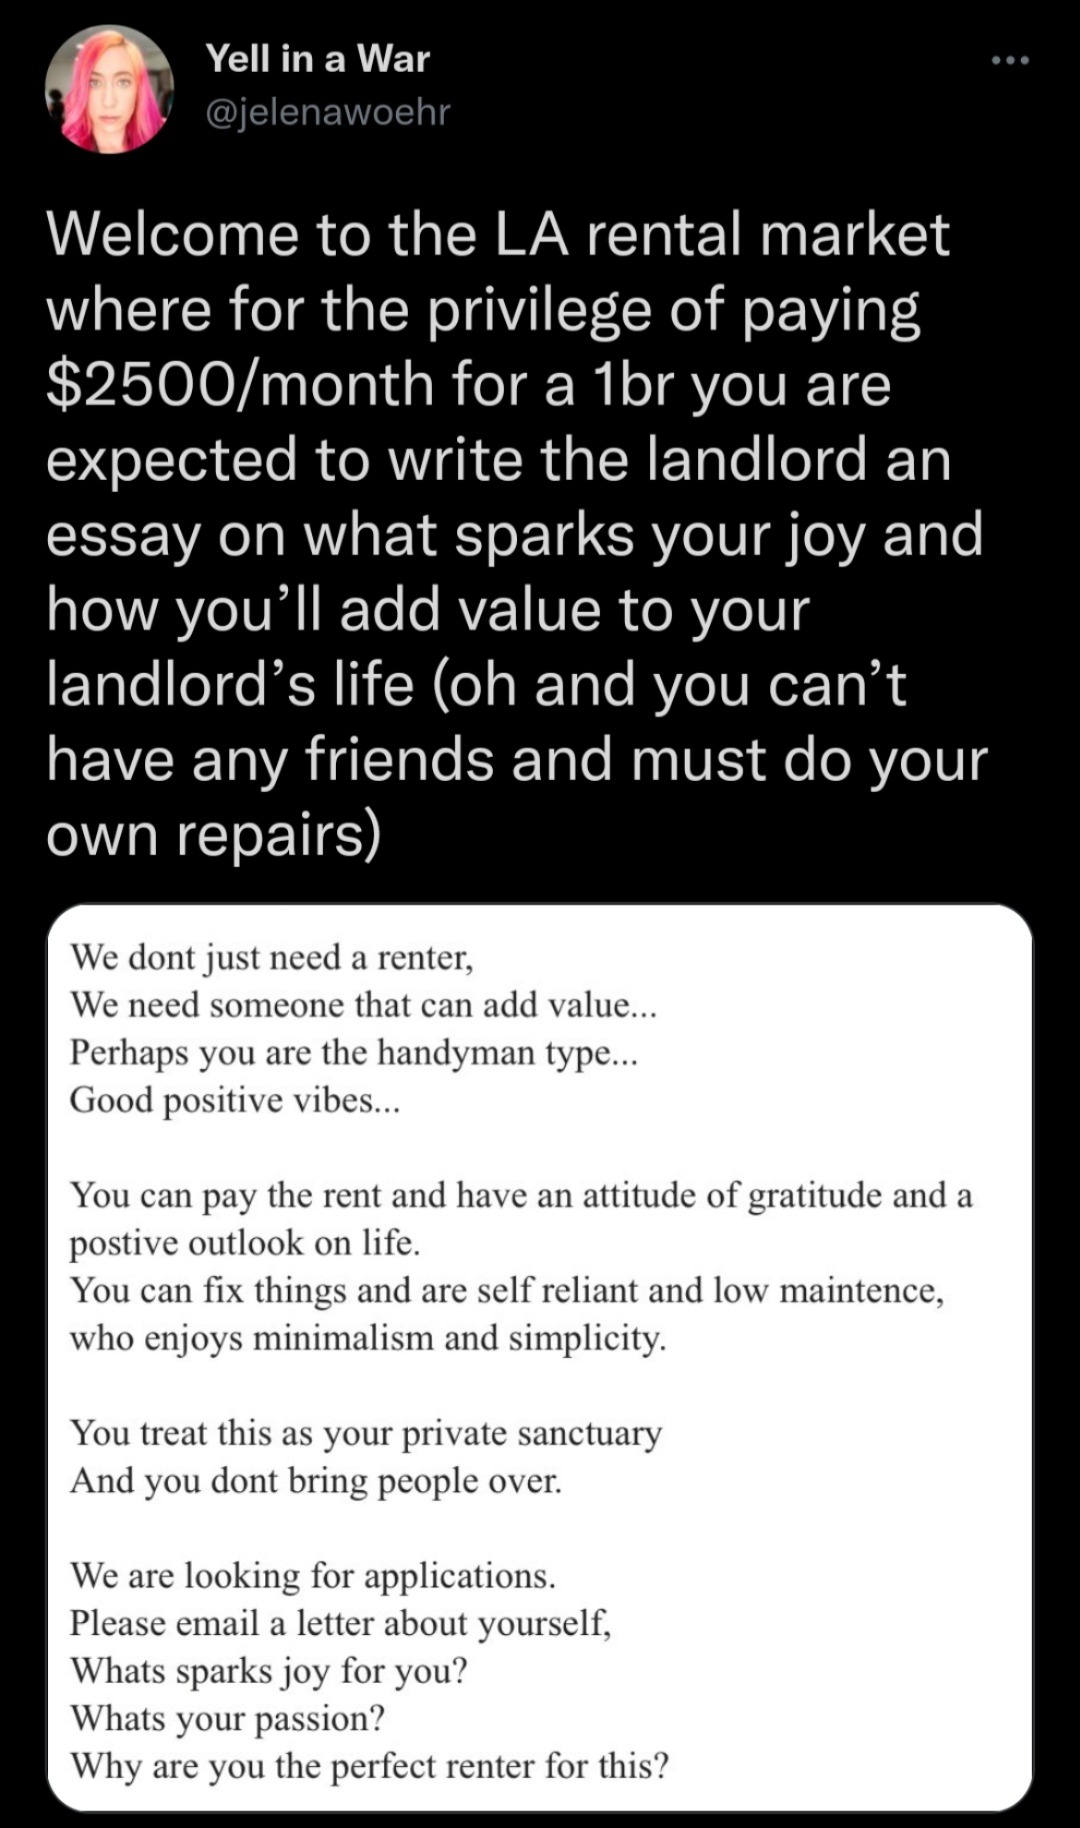 Yell in a War
@jelenawoehr
Welcome to the LA rental market
where for the privilege of paying
$2500/month for a 1br you are
expected to write the landlord an
essay on what sparks your joy and
how you’ll add value to your
landlord’s life (oh and you can’t
have any friends and must do your
own repairs)
We dont just need a renter,
We need someone that can add value...
Perhaps you are the handyman type...
Good positive vibes...
You can pay the rent and have an attitude of gratitude and a
postive outlook on life.
You can fix things and are self reliant and low maintence,
who enjoys minimalism and simplicity.
You treat this as your private sanctuary
And you dont bring people over.
We are looking for applications.
Please email a letter about yourself,
Whats sparks joy for you?
Whats your passion?
Why are you the perfect renter for this?